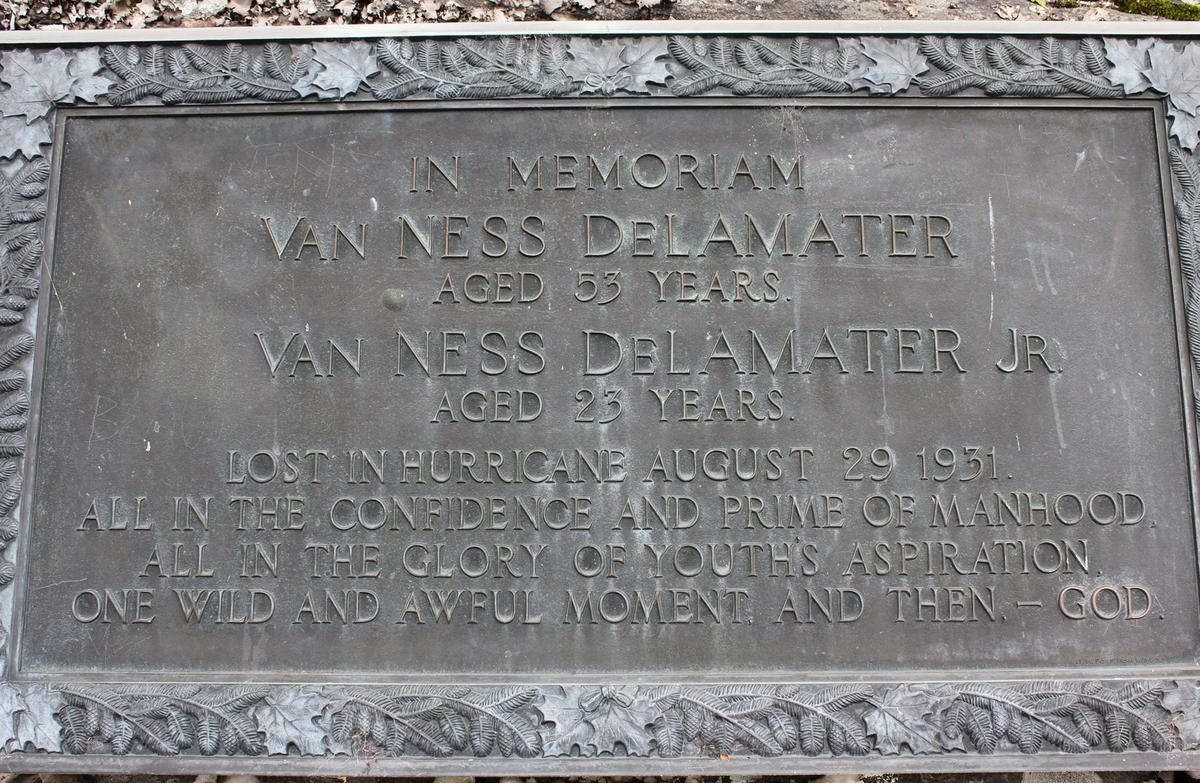 IN MEMORIAM
VAN NESS DELAMATER
AGED 53 YEARS.
VAN NESS DELAMATER JR.
AGED 23 YEARS.
LOST IN HURRICANE AUGUST 29 1931.
ALL IN THE CONFIDENCE AND PRIME OF MANHOOD.
ALL IN THE GLORY OF YOUTH'S ASPIRATION.
ONE WILD AND AWFUL MOMENT AND THEN. — GOD.